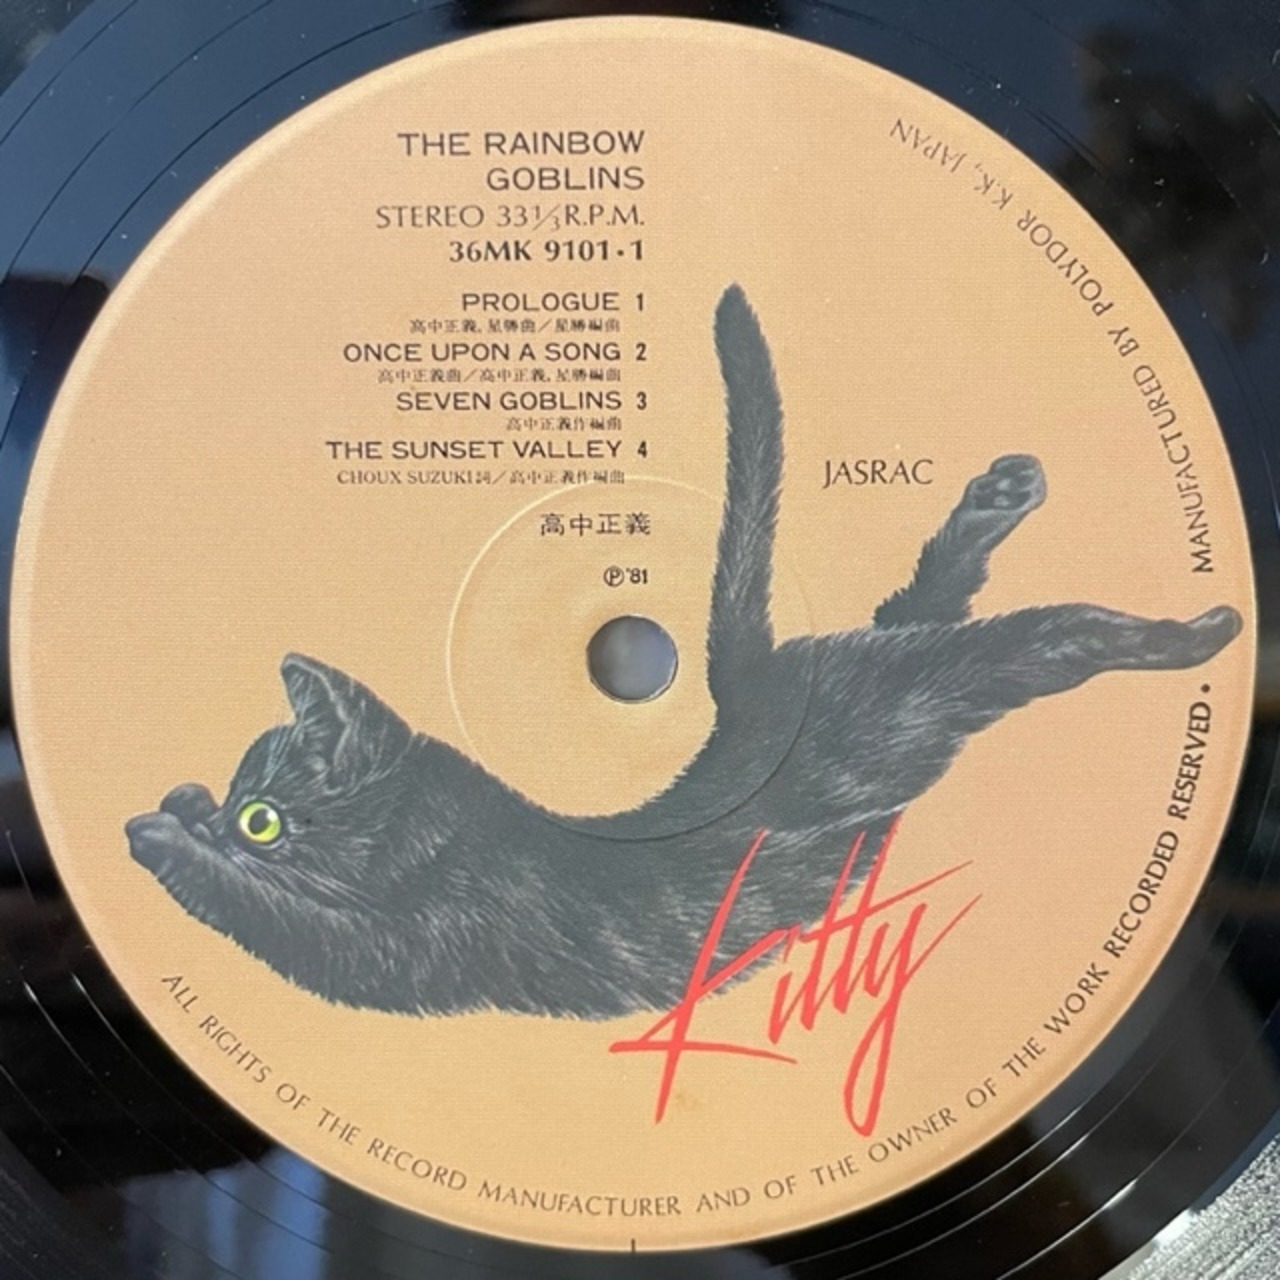 THE RAINBOW
GOBLINS
STEREO 33⅓R.P.M.
36MK 9101·1
PROLOGUE 1
高中正義, 星勝曲／星勝編曲
ONCE UPON A SONG 2
高中正義曲／高中正義, 星勝編曲
SEVEN GOBLINS 3
高中正義作編曲
THE SUNSET VALLEY 4
CHOUX SUZUKI詞／高中正義作編曲
高中正義
℗'81
JASRAC
Kitty
ALL RIGHTS OF THE RECORD MANUFACTURER AND OF THE OWNER OF THE WORK RECORDED RESERVED • MANUFACTURED BY POLYDOR K.K., JAPAN